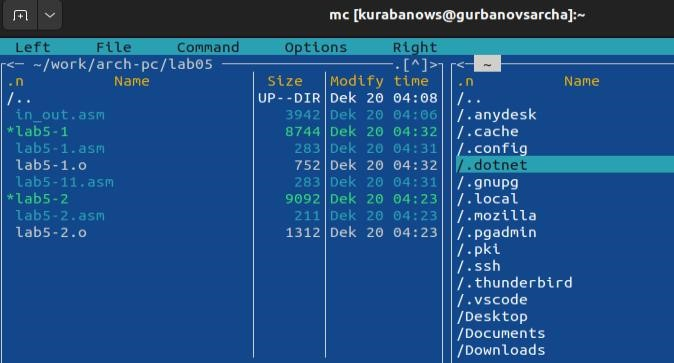 mc [kurabanows@gurbanovsarcha]:~
Left File Command Options Right
<─ ~/work/arch-pc/lab05 ─.[^]>
.n Name Size Modify time
/.. UP--DIR Dek 20 04:08
in_out.asm 3942 Dek 20 04:06
*lab5-1 8744 Dek 20 04:32
lab5-1.asm 283 Dek 20 04:31
lab5-1.o 752 Dek 20 04:32
lab5-11.asm 283 Dek 20 04:31
*lab5-2 9092 Dek 20 04:23
lab5-2.asm 211 Dek 20 04:23
lab5-2.o 1312 Dek 20 04:23
<─ ~
.n Name
/..
/.anydesk
/.cache
/.config
/.dotnet
/.gnupg
/.local
/.mozilla
/.pgadmin
/.pki
/.ssh
/.thunderbird
/.vscode
/Desktop
/Documents
/Downloads